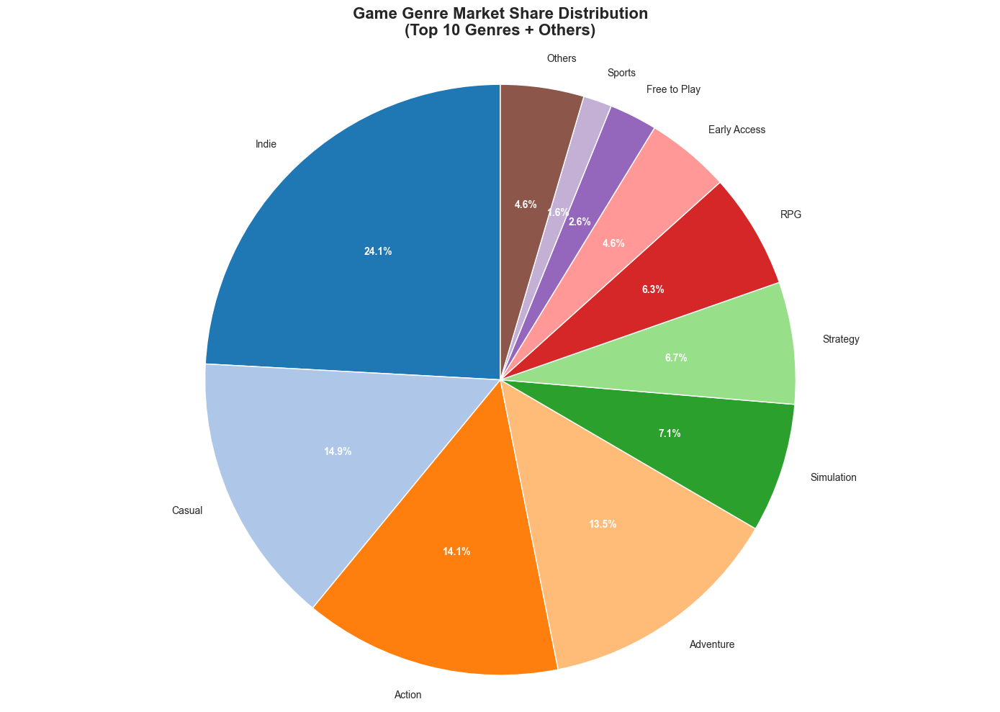 Game Genre Market Share Distribution
(Top 10 Genres + Others)
Others
Sports
Free to Play
Early Access
Indie
RPG
4.6%
1.6%
2.6%
4.6%
24.1%
6.3%
Strategy
6.7%
7.1%
14.9%
Simulation
Casual
13.5%
14.1%
Adventure
Action